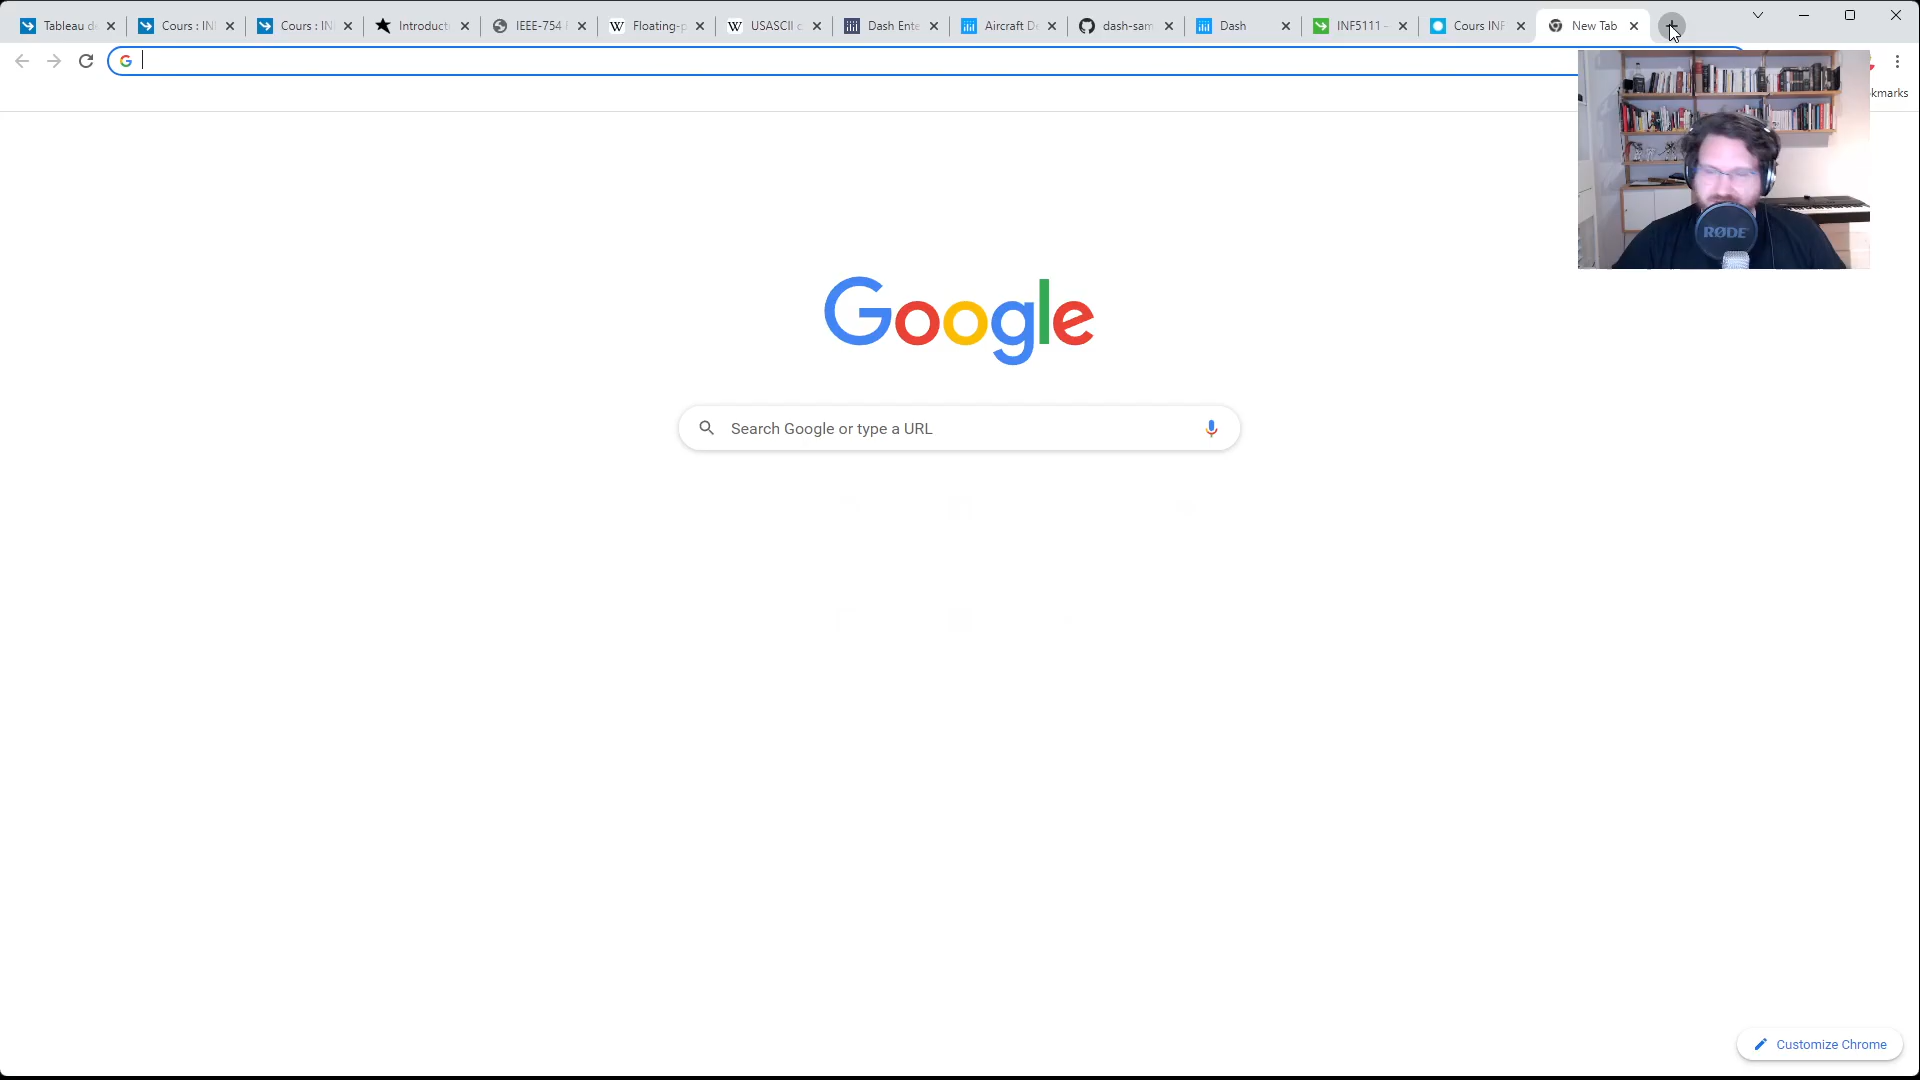 Tableau d
Cours : IN
Cours : IN
Introduct
IEEE-754
Floating-p
USASCII c
Dash Ente
Aircraft D
dash-sam
Dash
INF5111 -
Cours INF
New Tab
kmarks
RØDE
Google
Search Google or type a URL
Customize Chrome